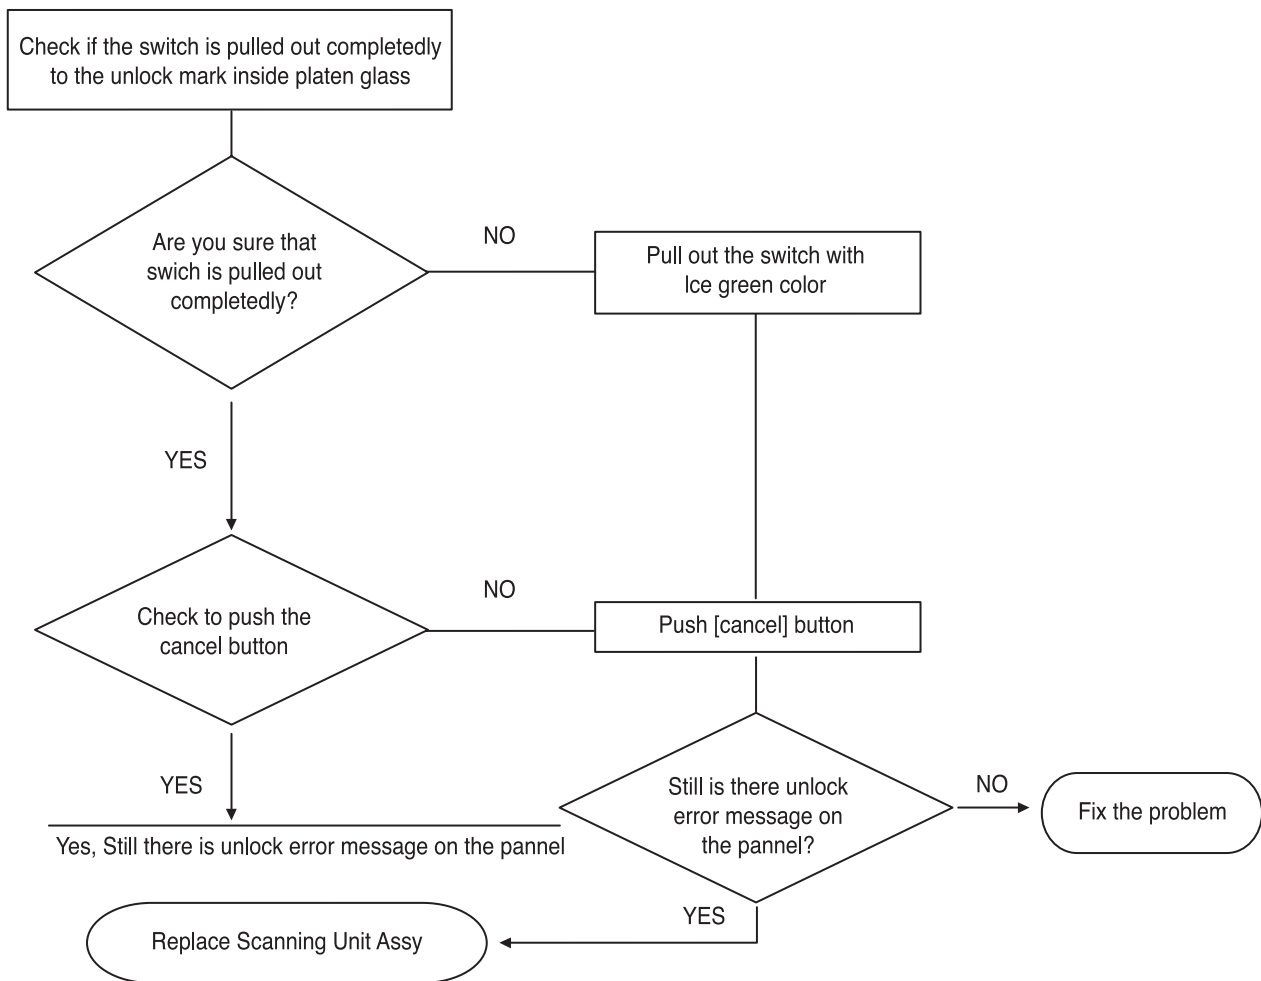 Check if the switch is pulled out completedly
to the unlock mark inside platen glass
Are you sure that
swich is pulled out
completedly?
NO
Pull out the switch with
Ice green color
YES
Check to push the
cancel button
NO
Push [cancel] button
YES
Yes, Still there is unlock error message on the pannel
Still is there unlock
error message on
the pannel?
NO
Fix the problem
YES
Replace Scanning Unit Assy